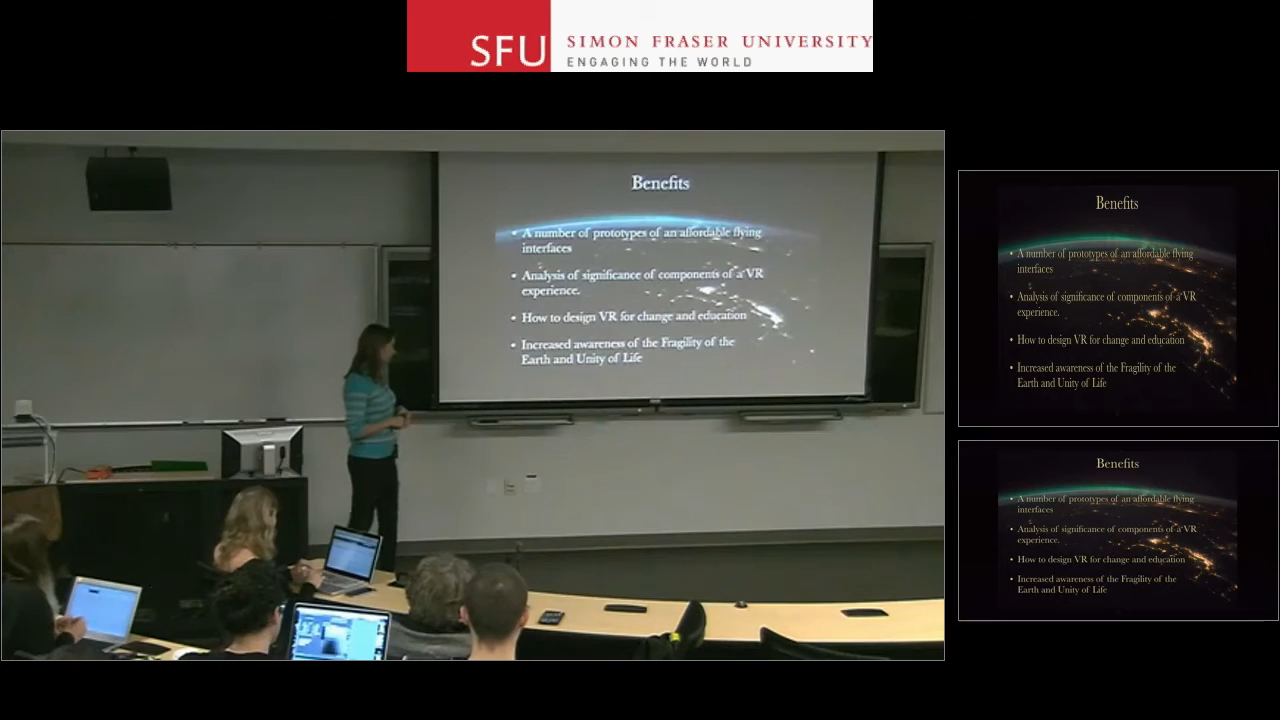 SFU
SIMON FRASER UNIVERSITY
ENGAGING THE WORLD
Benefits
• A number of prototypes of an affordable flying
interfaces
• Analysis of significance of components of a VR
experience.
• How to design VR for change and education
• Increased awareness of the Fragility of the
Earth and Unity of Life
Benefits
• A number of prototypes of an affordable flying
interfaces
• Analysis of significance of components of a VR
experience.
• How to design VR for change and education
• Increased awareness of the Fragility of the
Earth and Unity of Life
Benefits
• A number of prototypes of an affordable flying
interfaces
• Analysis of significance of components of a VR
experience.
• How to design VR for change and education
• Increased awareness of the Fragility of the
Earth and Unity of Life